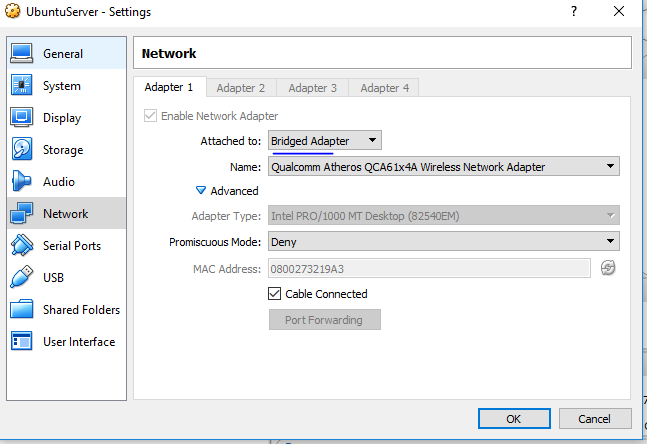 UbuntuServer - Settings
? ×
General
System
Display
Storage
Audio
Network
Serial Ports
USB
Shared Folders
User Interface
Network
Adapter 1 Adapter 2 Adapter 3 Adapter 4
Enable Network Adapter
Attached to: Bridged Adapter
Name: Qualcomm Atheros QCA61x4A Wireless Network Adapter
Advanced
Adapter Type: Intel PRO/1000 MT Desktop (82540EM)
Promiscuous Mode: Deny
MAC Address: 0800273219A3
Cable Connected
Port Forwarding
OK Cancel